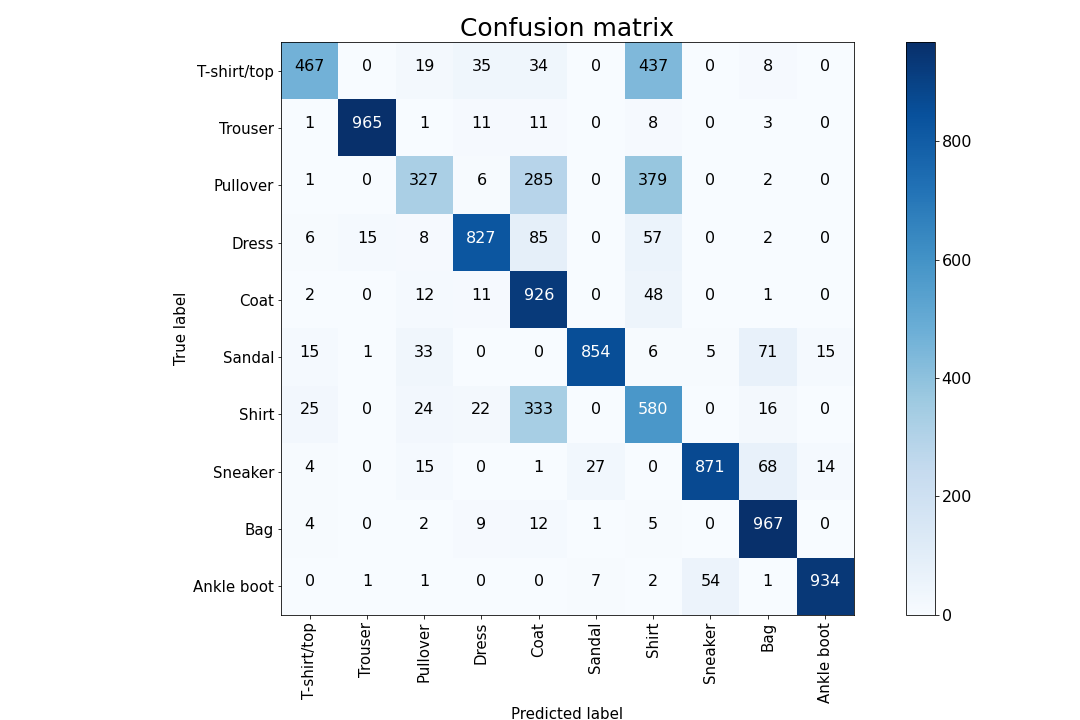 Confusion matrix
T-shirt/top 467 0 19 35 34 0 437 0 8 0
Trouser 1 965 1 11 11 0 8 0 3 0
Pullover 1 0 327 6 285 0 379 0 2 0
Dress 6 15 8 827 85 0 57 0 2 0
Coat 2 0 12 11 926 0 48 0 1 0
Sandal 15 1 33 0 0 854 6 5 71 15
Shirt 25 0 24 22 333 0 580 0 16 0
Sneaker 4 0 15 0 1 27 0 871 68 14
Bag 4 0 2 9 12 1 5 0 967 0
Ankle boot 0 1 1 0 0 7 2 54 1 934
True label
T-shirt/top Trouser Pullover Dress Coat Sandal Shirt Sneaker Bag Ankle boot
Predicted label
800
600
400
200
0